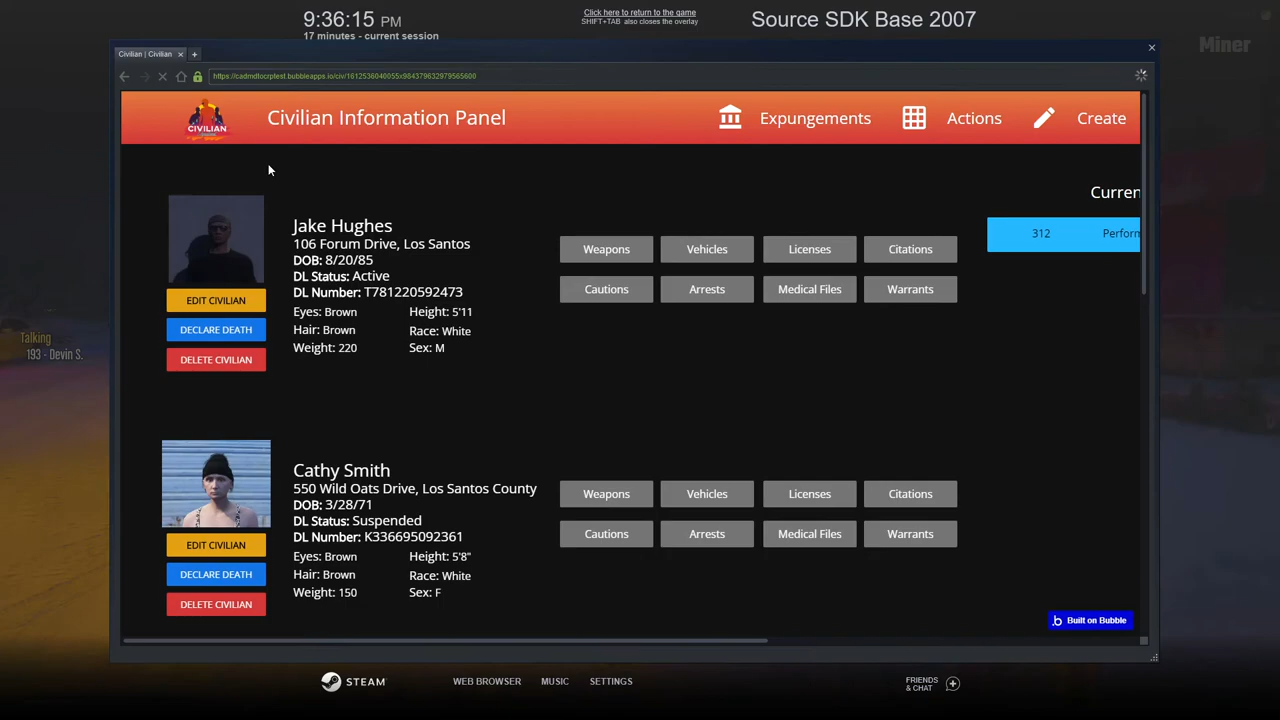 9:36:15 PM
17 minutes - current session
Click here to return to the game
SHIFT+TAB also closes the overlay
Source SDK Base 2007
Miner
Civilian | Civilian
https://cadmdtocrptest.bubbleapps.io/civ/1612536040055x984379632979565600
CIVILIAN
Civilian Information Panel
Expungements
Actions
Create
Curren
312 Perform
Jake Hughes
106 Forum Drive, Los Santos
DOB: 8/20/85
DL Status: Active
DL Number: T781220592473
Eyes: Brown Height: 5'11
Hair: Brown Race: White
Weight: 220 Sex: M
EDIT CIVILIAN
DECLARE DEATH
DELETE CIVILIAN
Weapons Vehicles Licenses Citations
Cautions Arrests Medical Files Warrants
Talking
193 - Devin S.
Cathy Smith
550 Wild Oats Drive, Los Santos County
DOB: 3/28/71
DL Status: Suspended
DL Number: K336695092361
Eyes: Brown Height: 5'8"
Hair: Brown Race: White
Weight: 150 Sex: F
EDIT CIVILIAN
DECLARE DEATH
DELETE CIVILIAN
Weapons Vehicles Licenses Citations
Cautions Arrests Medical Files Warrants
Built on Bubble
STEAM
WEB BROWSER
MUSIC
SETTINGS
FRIENDS
& CHAT